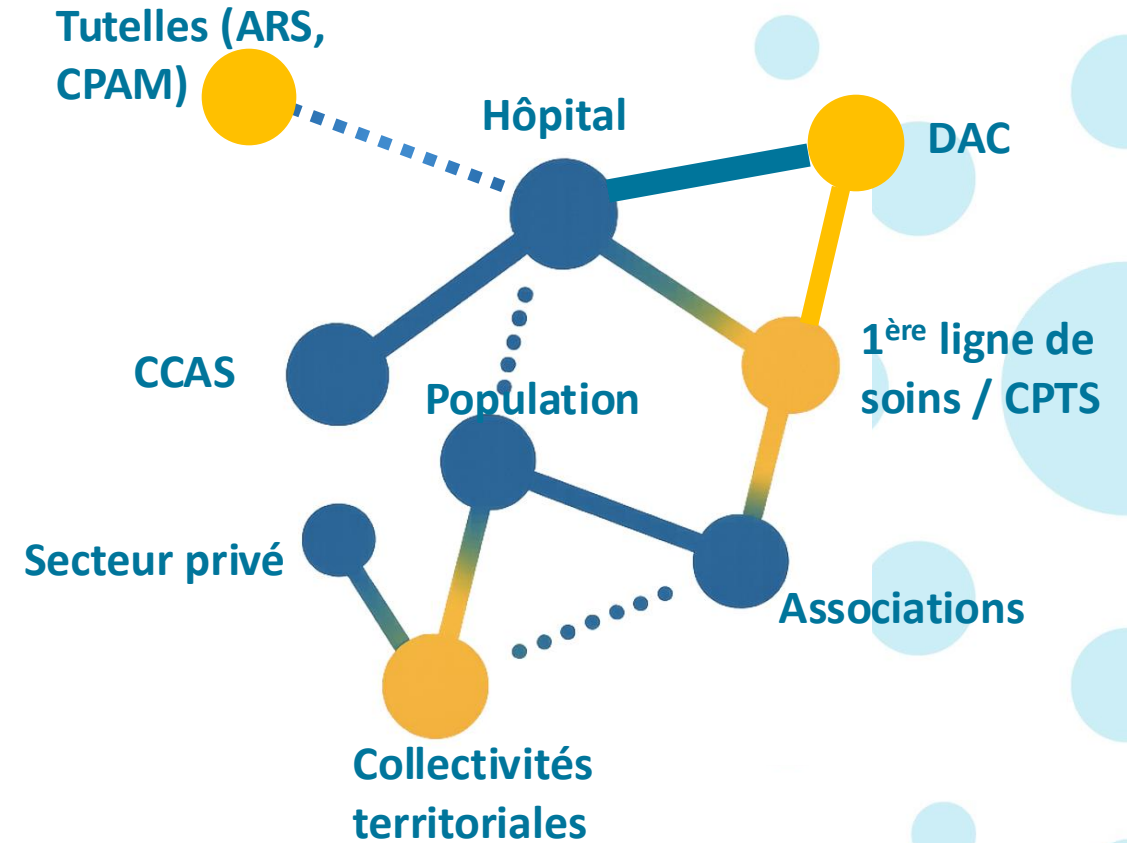 Tutelles (ARS,
CPAM)
Hôpital
DAC
1ère ligne de
soins / CPTS
CCAS
Population
Secteur privé
Associations
Collectivités
territoriales